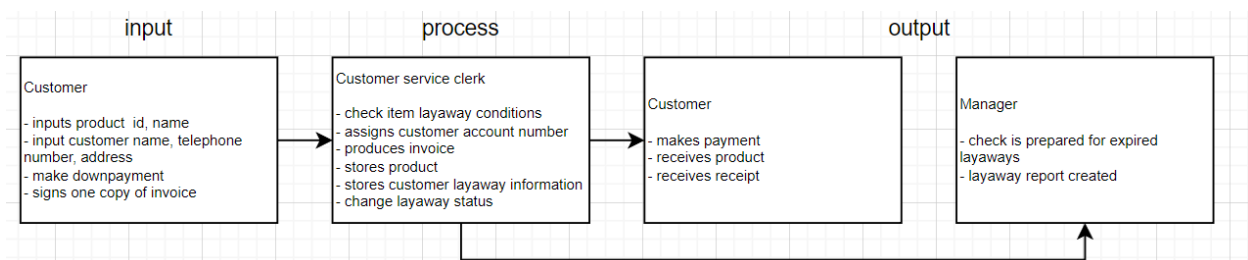 input
process
output
Customer
- inputs product id, name
- input customer name, telephone
number, address
- make downpayment
- signs one copy of invoice
Customer service clerk
- check item layaway conditions
- assigns customer account number
- produces invoice
- stores product
- stores customer layaway information
- change layaway status
Customer
- makes payment
- receives product
- receives receipt
Manager
- check is prepared for expired
layaways
- layaway report created